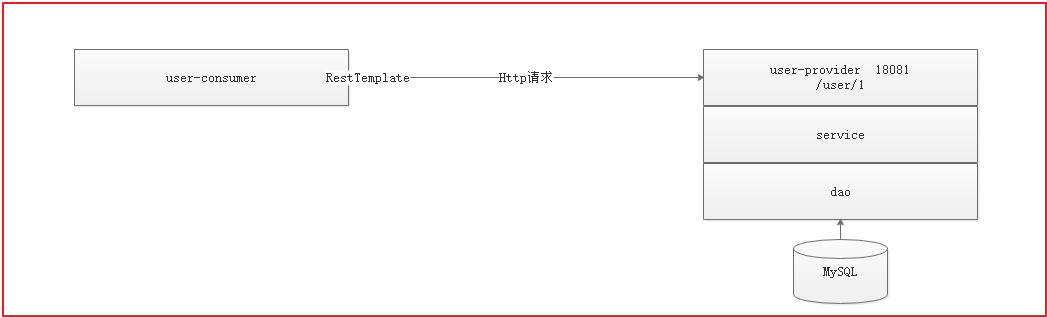 user-consumer
RestTemplate
Http请求
user-provider 18081
/user/1
service
dao
MySQL